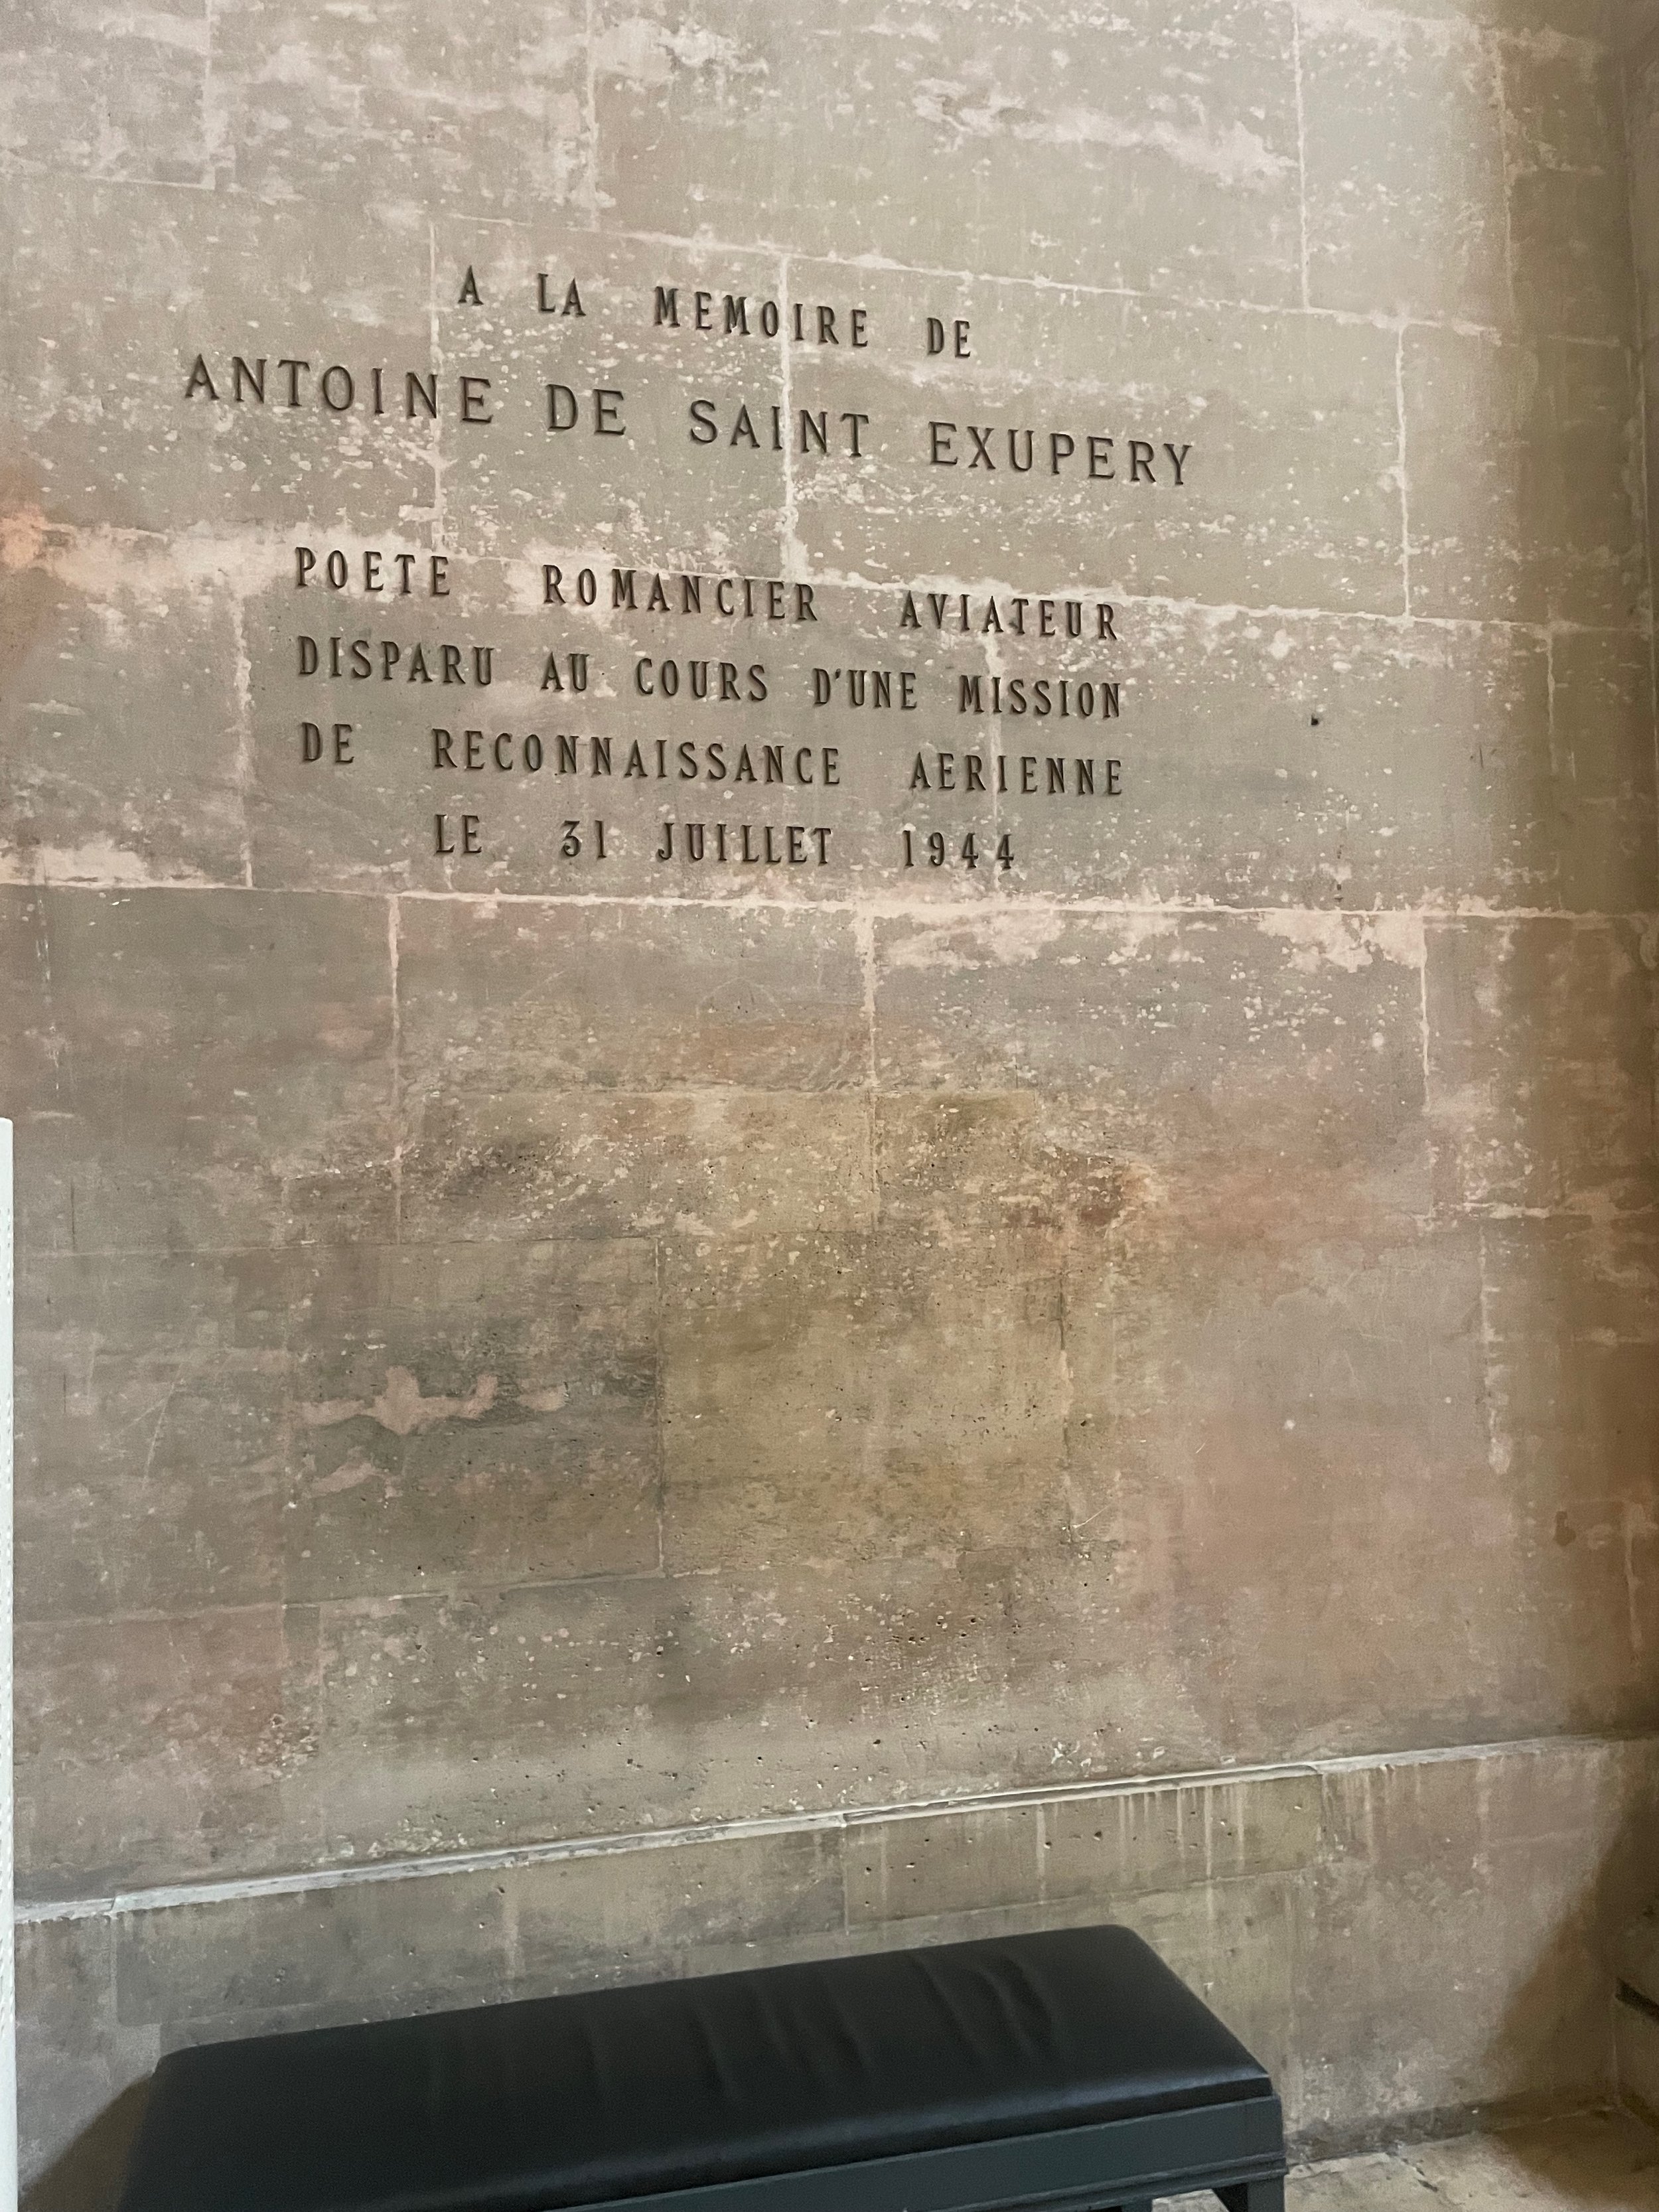 A LA MEMOIRE DE
ANTOINE DE SAINT EXUPERY
POETE ROMANCIER AVIATEUR
DISPARU AU COURS D'UNE MISSION
DE RECONNAISSANCE AERIENNE
LE 31 JUILLET 1944